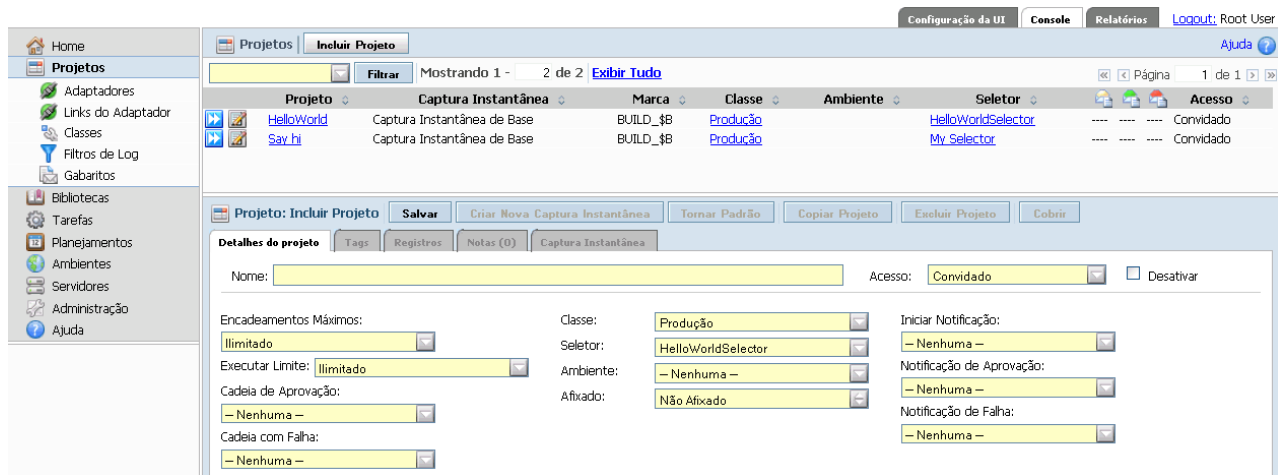 Configuração da UI Console Relatórios Logout: Root User
Home
Projetos
Adaptadores
Links do Adaptador
Classes
Filtros de Log
Gabaritos
Bibliotecas
Tarefas
Planejamentos
Ambientes
Servidores
Administração
Ajuda
Projetos Incluir Projeto Ajuda
Filtrar Mostrando 1 - 2 de 2 Exibir Tudo Página 1 de 1
Projeto Captura Instantânea Marca Classe Ambiente Seletor Acesso
HelloWorld Captura Instantânea de Base BUILD_$B Produção HelloWorldSelector ---- ---- ---- Convidado
Say hi Captura Instantânea de Base BUILD_$B Produção My Selector ---- ---- ---- Convidado
Projeto: Incluir Projeto Salvar Criar Nova Captura Instantânea Tornar Padrão Copiar Projeto Excluir Projeto Cobrir
Detalhes do projeto Tags Registros Notas (0) Captura Instantânea
Nome: Acesso: Convidado Desativar
Encadeamentos Máximos:
Ilimitado
Executar Limite: Ilimitado
Cadeia de Aprovação:
-- Nenhuma --
Cadeia com Falha:
-- Nenhuma --
Classe: Produção
Seletor: HelloWorldSelector
Ambiente: -- Nenhuma --
Afixado: Não Afixado
Iniciar Notificação:
-- Nenhuma --
Notificação de Aprovação:
-- Nenhuma --
Notificação de Falha:
-- Nenhuma --